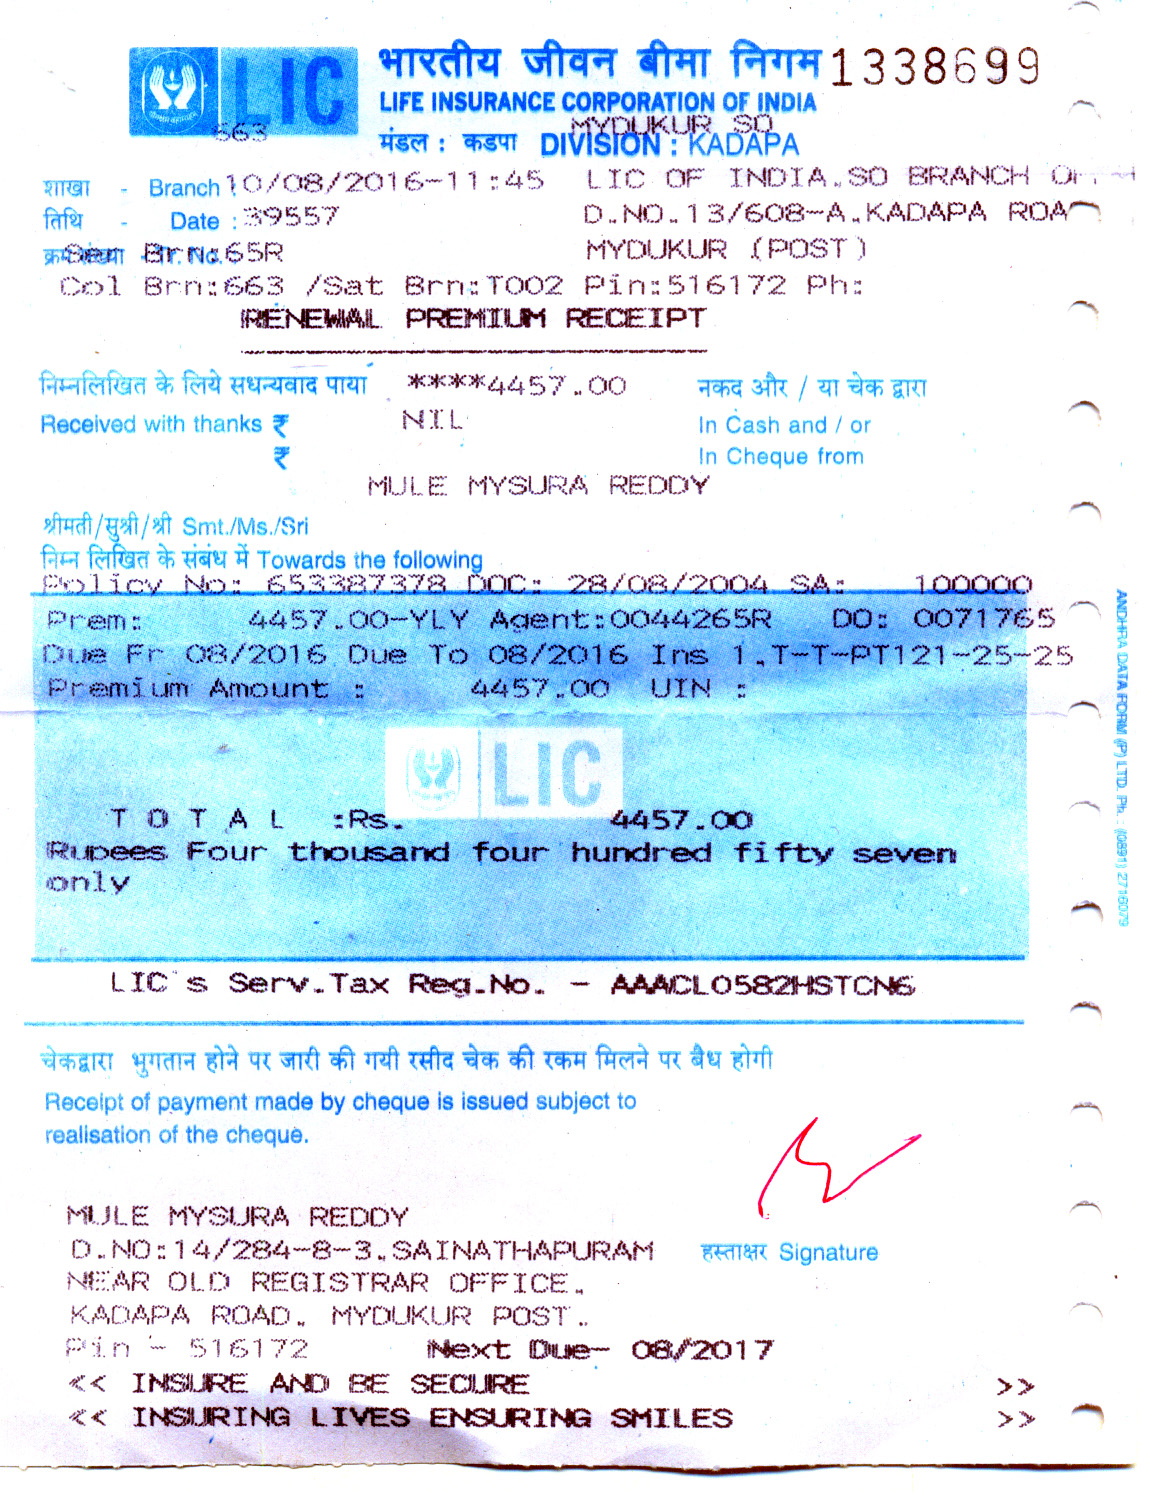 LIC
भारतीय जीवन बीमा निगम 1338699
LIFE INSURANCE CORPORATION OF INDIA
663 MYDUKUR SO
मंडल : कडपा DIVISION : KADAPA
शाखा - Branch 10/08/2016-11:45 LIC OF INDIA.SO BRANCH
तिथि - Date : 39557 D.NO.13/608-A.KADAPA ROA
क्रम संख्या Sr. No. Ser Brn:65R MYDUKUR (POST)
Col Brn:663 /Sat Brn:T002 Pin:516172 Ph:
RENEWAL PREMIUM RECEIPT
निम्नलिखित के लिये सधन्यवाद पाया ****4457.00 नकद और / या चेक द्वारा
Received with thanks ₹ NIL In Cash and / or
₹ In Cheque from
MULE MYSURA REDDY
श्रीमती/सुश्री/श्री Smt./Ms./Sri
निम्न लिखित के संबंध में Towards the following
Policy No: 653387378 DOC: 28/08/2004 SA: 100000
Prem: 4457.00-YLY Agent:0044265R DO: 0071765
Due Fr 08/2016 Due To 08/2016 Ins 1.T-T-PT121-25-25
Premium Amount : 4457.00 UIN :
LIC
T O T A L :Rs. 4457.00
Rupees Four thousand four hundred fifty seven
only
LIC's Serv.Tax Reg.No. - AAACL0582HSTCN6
चेकद्वारा भुगतान होने पर जारी की गयी रसीद चेक की रकम मिलने पर बैध होगी
Receipt of payment made by cheque is issued subject to
realisation of the cheque.
MULE MYSURA REDDY
D.NO:14/284-8-3.SAINATHAPURAM हस्ताक्षर Signature
NEAR OLD REGISTRAR OFFICE.
KADAPA ROAD. MYDUKUR POST.
Pin - 516172 Next Due- 08/2017
<< INSURE AND BE SECURE >>
<< INSURING LIVES ENSURING SMILES >>
ANDHRA DATA FORM (P) LTD. Ph. : (0891) 2716079